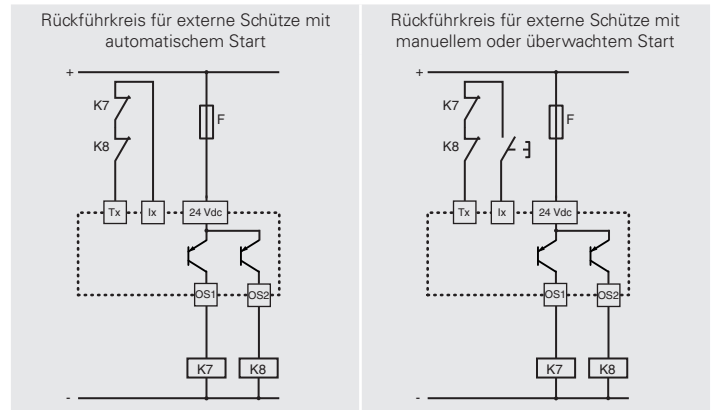 Rückführkreis für externe Schütze mit
automatischem Start
+
K7
K8
F
Tx
Ix
24 Vdc
OS1
OS2
K7
K8
-
Rückführkreis für externe Schütze mit
manuellem oder überwachtem Start
+
K7
K8
F
Tx
Ix
24 Vdc
OS1
OS2
K7
K8
-